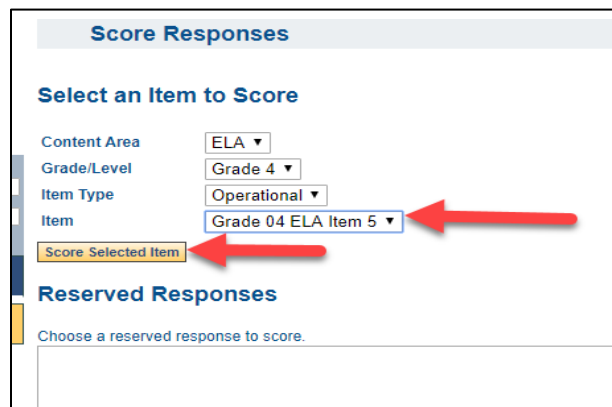 Score Responses
Select an Item to Score
Content Area ELA
Grade/Level Grade 4
Item Type Operational
Item Grade 04 ELA Item 5
Score Selected Item
Reserved Responses
Choose a reserved response to score.